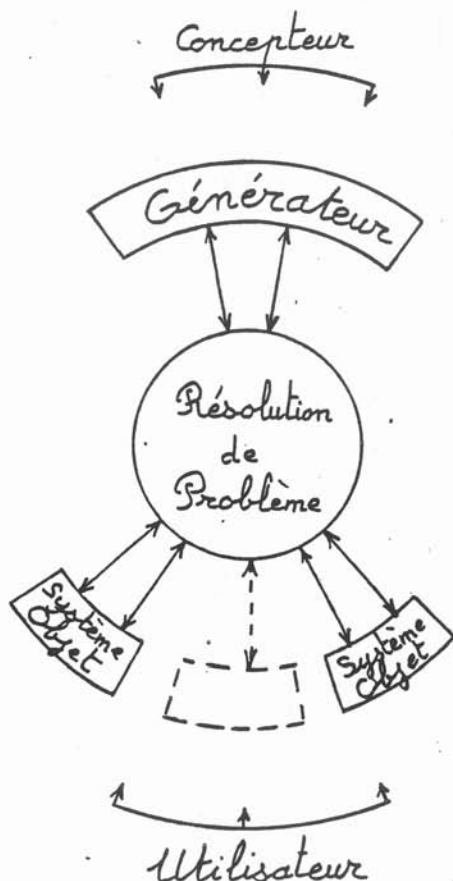 Concepteur
Générateur
Résolution
de
Problème
Système
Objet
Système
Objet
Utilisateur